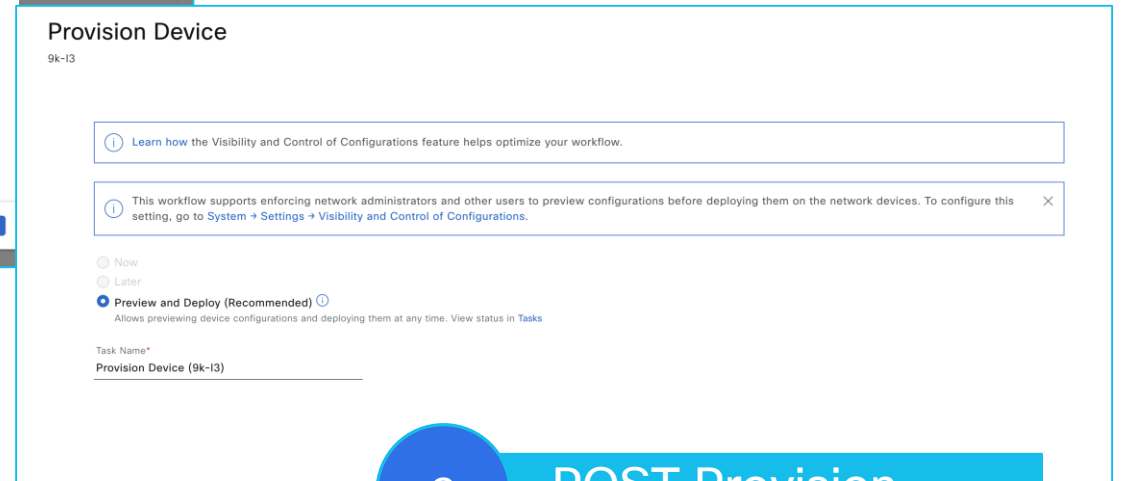 Provision Device
9k-l3
Learn how the Visibility and Control of Configurations feature helps optimize your workflow.
This workflow supports enforcing network administrators and other users to preview configurations before deploying them on the network devices. To configure this
setting, go to System → Settings → Visibility and Control of Configurations.
Now
Later
Preview and Deploy (Recommended)
Allows previewing device configurations and deploying them at any time. View status in Tasks
Task Name*
Provision Device (9k-l3)
POST Provision